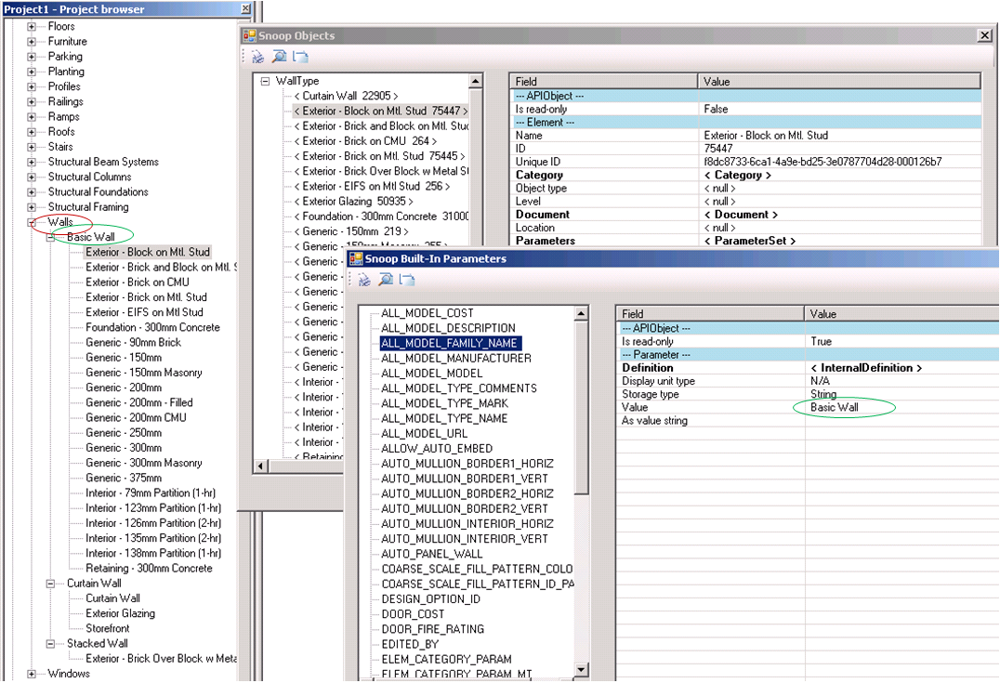 Project1 - Project browser
Floors
Furniture
Parking
Planting
Profiles
Railings
Ramps
Roofs
Stairs
Structural Beam Systems
Structural Columns
Structural Foundations
Structural Framing
Walls
Basic Wall
Exterior - Block on Mtl. Stud
Exterior - Brick and Block on Mtl. S
Exterior - Brick on CMU
Exterior - Brick on Mtl. Stud
Exterior - EIFS on Mtl Stud
Foundation - 300mm Concrete
Generic - 90mm Brick
Generic - 150mm
Generic - 150mm Masonry
Generic - 200mm
Generic - 200mm - Filled
Generic - 200mm CMU
Generic - 250mm
Generic - 300mm
Generic - 300mm Masonry
Generic - 375mm
Interior - 79mm Partition (1-hr)
Interior - 123mm Partition (1-hr)
Interior - 126mm Partition (2-hr)
Interior - 135mm Partition (2-hr)
Interior - 138mm Partition (1-hr)
Retaining - 300mm Concrete
Curtain Wall
Curtain Wall
Exterior Glazing
Storefront
Stacked Wall
Exterior - Brick Over Block w Meta
Windows
Snoop Objects
WallType
< Curtain Wall 22905 >
< Exterior - Block on Mtl. Stud 75447 >
< Exterior - Brick and Block on Mtl. Stud
< Exterior - Brick on CMU 264 >
< Exterior - Brick on Mtl. Stud 75445 >
< Exterior - Brick Over Block w Metal St
< Exterior - EIFS on Mtl Stud 256 >
< Exterior Glazing 50935 >
< Foundation - 300mm Concrete 31000
< Generic - 150mm 219 >
< Generic - 150mm Masonry 255 >
< Generic -
< Generic -
< Generic -
< Generic -
< Generic -
< Generic -
< Generic -
< Generic -
< Interior -
< Interior -
< Interior -
< Interior -
< Interior -
< Retaining
Field Value
--- APIObject ---
Is read-only False
--- Element ---
Name Exterior - Block on Mtl. Stud
ID 75447
Unique ID f8dc8733-6ca1-4a9e-bd25-3e0787704d28-000126b7
Category < Category >
Object type < null >
Level < null >
Document < Document >
Location < null >
Parameters < ParameterSet >
Snoop Built-In Parameters
ALL_MODEL_COST
ALL_MODEL_DESCRIPTION
ALL_MODEL_FAMILY_NAME
ALL_MODEL_MANUFACTURER
ALL_MODEL_MODEL
ALL_MODEL_TYPE_COMMENTS
ALL_MODEL_TYPE_MARK
ALL_MODEL_TYPE_NAME
ALL_MODEL_URL
ALLOW_AUTO_EMBED
AUTO_MULLION_BORDER1_HORIZ
AUTO_MULLION_BORDER1_VERT
AUTO_MULLION_BORDER2_HORIZ
AUTO_MULLION_BORDER2_VERT
AUTO_MULLION_INTERIOR_HORIZ
AUTO_MULLION_INTERIOR_VERT
AUTO_PANEL_WALL
COARSE_SCALE_FILL_PATTERN_COLO
COARSE_SCALE_FILL_PATTERN_ID_PA
DESIGN_OPTION_ID
DOOR_COST
DOOR_FIRE_RATING
EDITED_BY
ELEM_CATEGORY_PARAM
ELEM_CATEGORY_PARAM_MT
Field Value
--- APIObject ---
Is read-only True
--- Parameter ---
Definition < InternalDefinition >
Display unit type N/A
Storage type String
Value Basic Wall
As value string